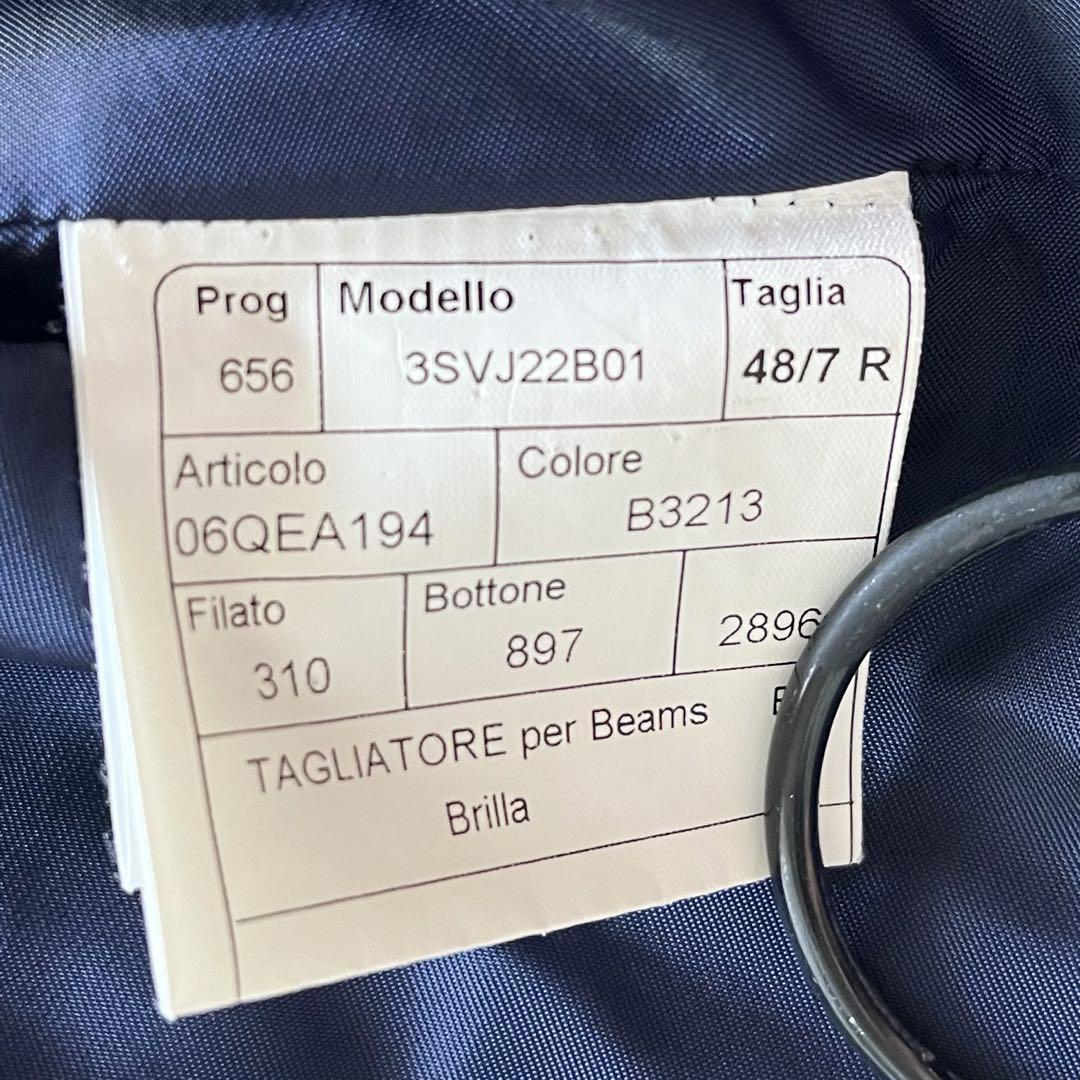 Prog Modello Taglia
656 3SVJ22B01 48/7 R
Articolo Colore
06QEA194 B3213
Filato Bottone
310 897 2896
TAGLIATORE per Beams
Brilla